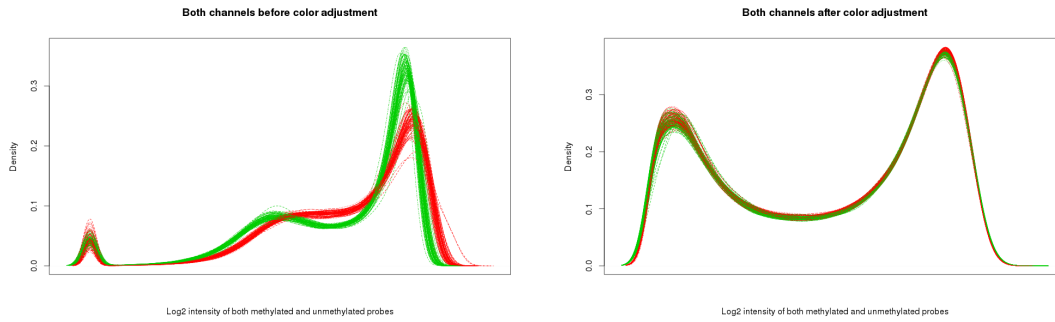 Both channels before color adjustment
Density
0.0
0.1
0.2
0.3
Log2 intensity of both methylated and unmethylated probes
Both channels after color adjustment
Density
0.0
0.1
0.2
0.3
Log2 intensity of both methylated and unmethylated probes